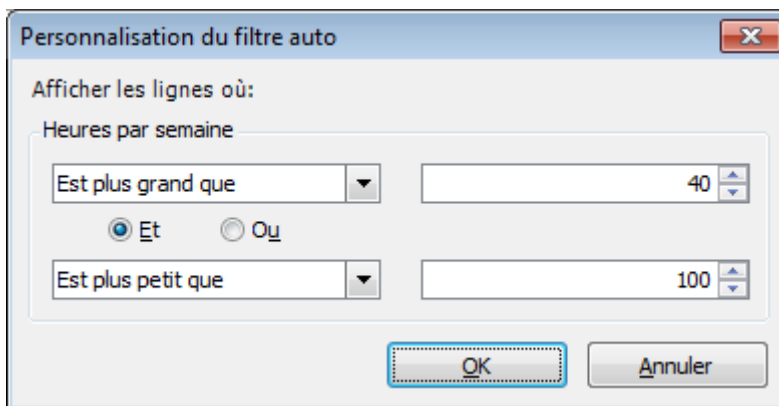 Personnalisation du filtre auto
Afficher les lignes où:
Heures par semaine
Est plus grand que 40
Et Ou
Est plus petit que 100
OK Annuler